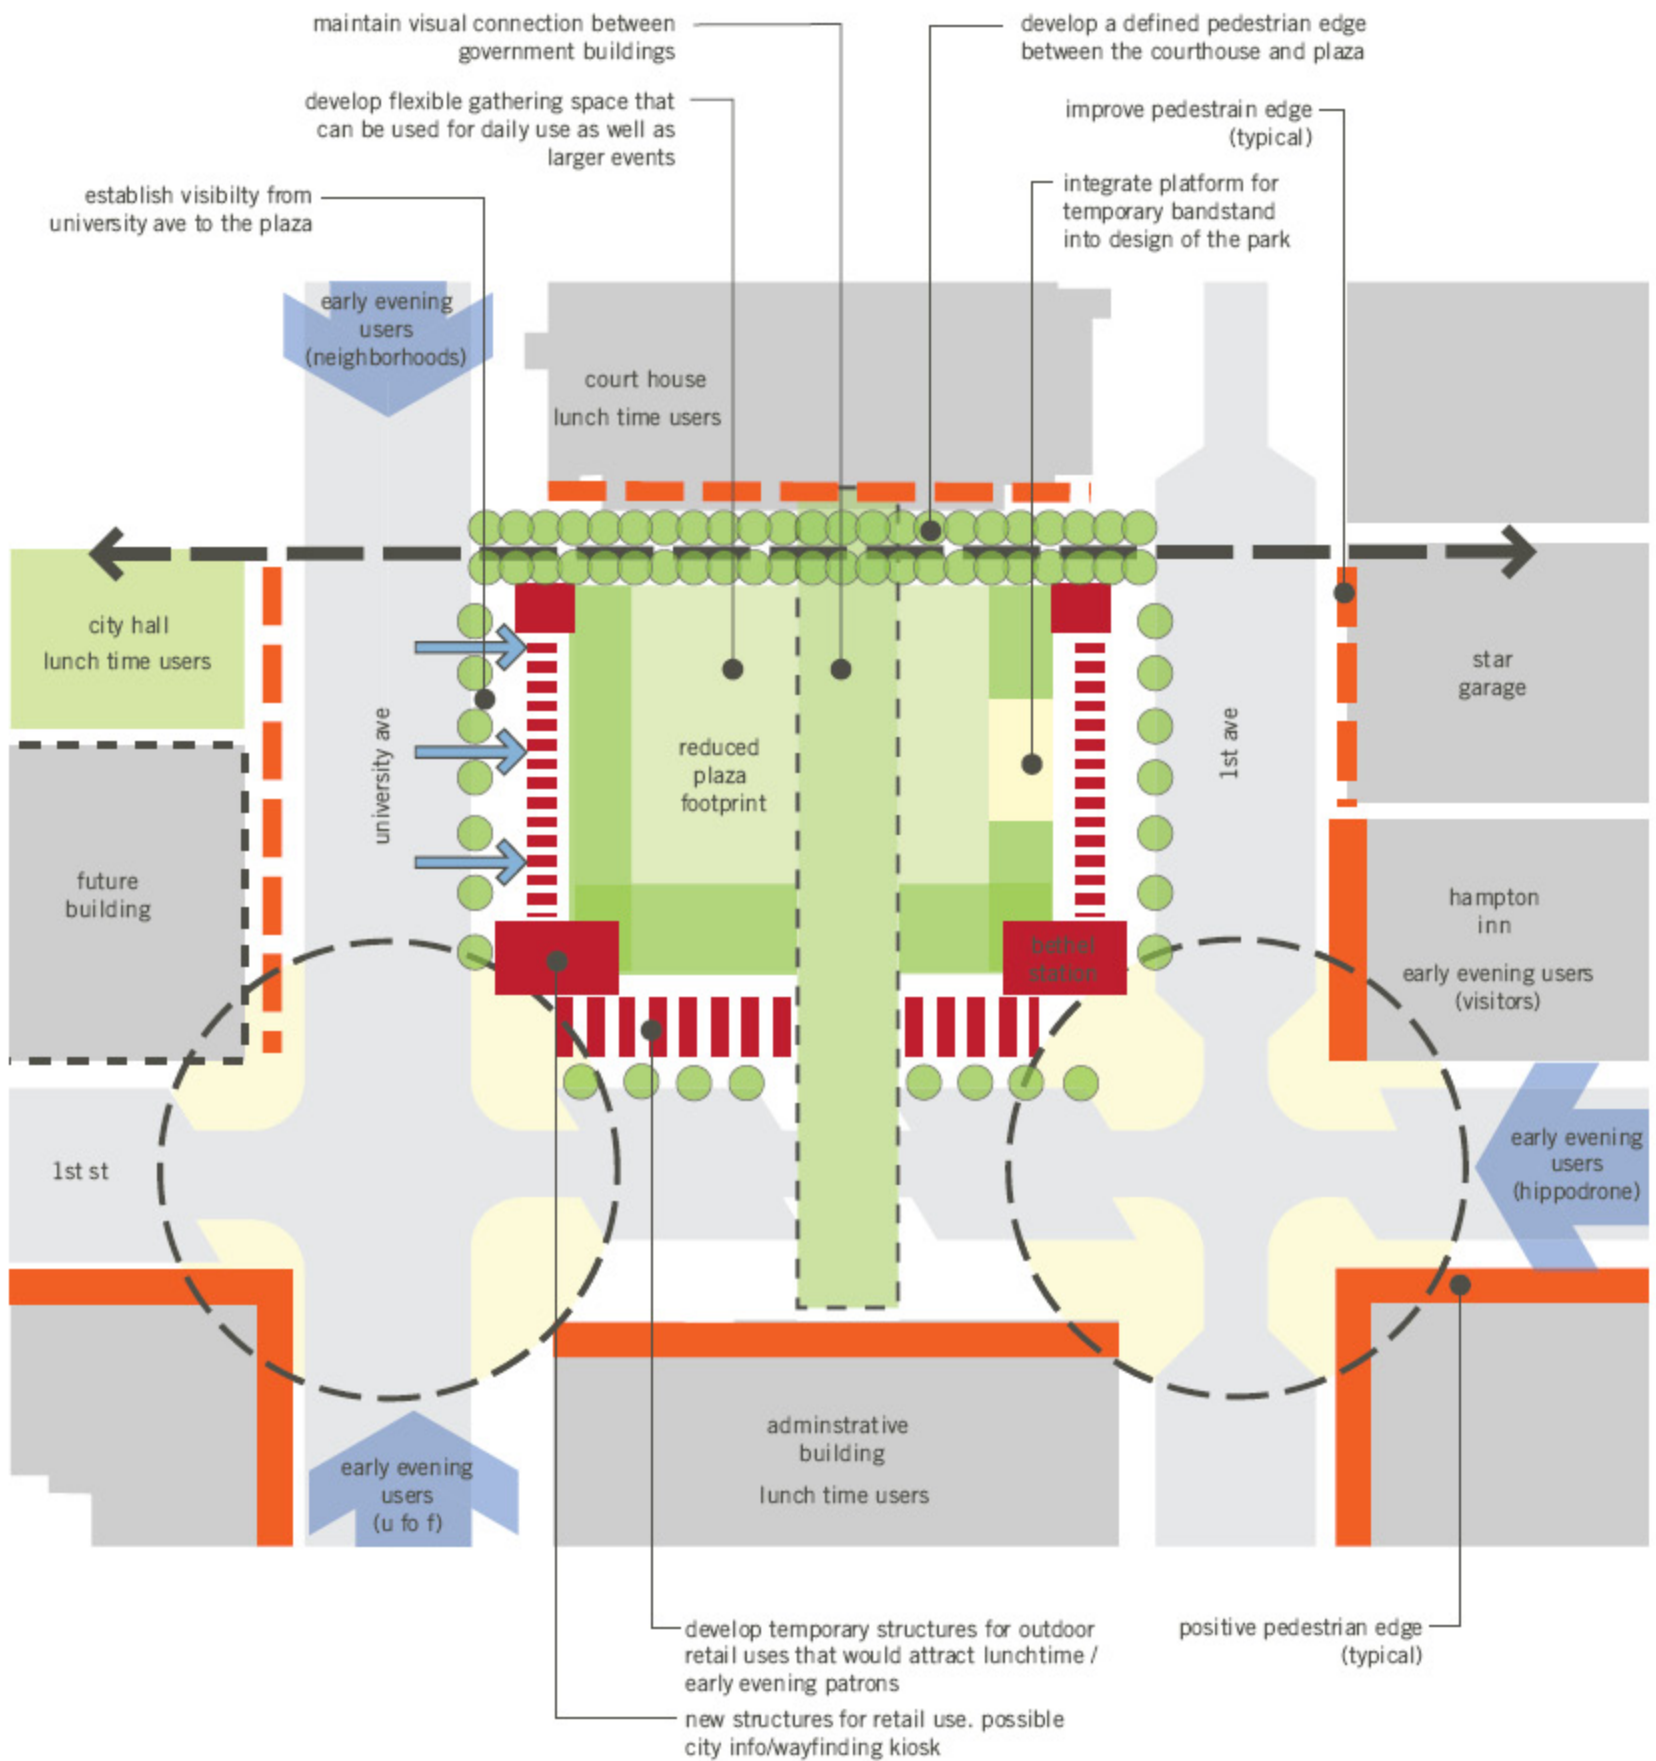 maintain visual connection between
government buildings
develop a defined pedestrian edge
between the courthouse and plaza
develop flexible gathering space that
can be used for daily use as well as
larger events
improve pedestrain edge
(typical)
establish visibilty from
university ave to the plaza
integrate platform for
temporary bandstand
into design of the park
early evening
users
(neighborhoods)
court house
lunch time users
city hall
lunch time users
university ave
reduced
plaza
footprint
1st ave
star
garage
future
building
hampton
inn
early evening users
(visitors)
bethel
station
1st st
early evening
users
(hippodrone)
adminstrative
building
lunch time users
early evening
users
(u fo f)
develop temporary structures for outdoor
retail uses that would attract lunchtime /
early evening patrons
positive pedestrian edge
(typical)
new structures for retail use. possible
city info/wayfinding kiosk